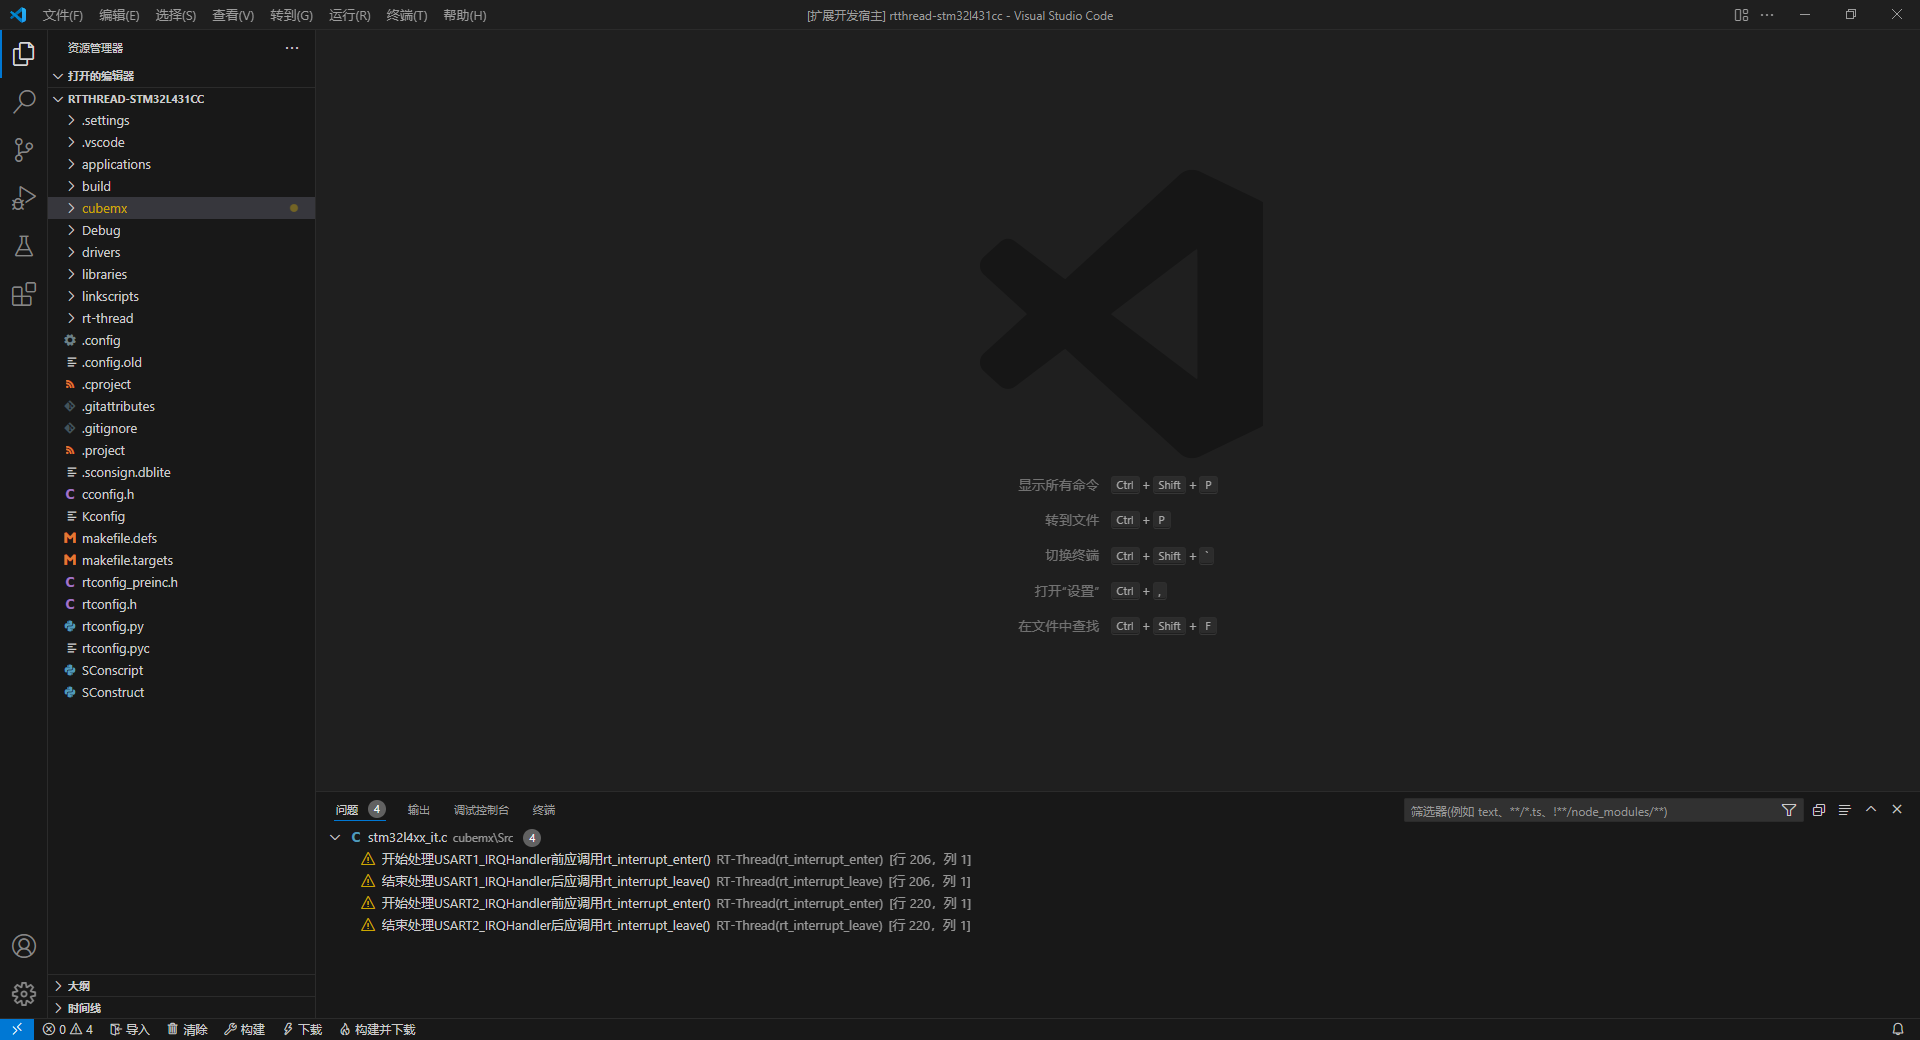 文件(F) 编辑(E) 选择(S) 查看(V) 转到(G) 运行(R) 终端(T) 帮助(H)
[扩展开发宿主] rtthread-stm32l431cc - Visual Studio Code
资源管理器
打开的编辑器
RTTHREAD-STM32L431CC
.settings
.vscode
applications
build
cubemx
Debug
drivers
libraries
linkscripts
rt-thread
.config
.config.old
.cproject
.gitattributes
.gitignore
.project
.sconsign.dblite
C cconfig.h
Kconfig
M makefile.defs
M makefile.targets
C rtconfig_preinc.h
C rtconfig.h
rtconfig.py
rtconfig.pyc
SConscript
SConstruct
大纲
时间线
显示所有命令 Ctrl + Shift + P
转到文件 Ctrl + P
切换终端 Ctrl + Shift + `
打开“设置” Ctrl + ,
在文件中查找 Ctrl + Shift + F
问题 4 输出 调试控制台 终端
筛选器(例如 text、**/*.ts、!**/node_modules/**)
C stm32l4xx_it.c cubemx\Src 4
开始处理USART1_IRQHandler前应调用rt_interrupt_enter() RT-Thread(rt_interrupt_enter) [行 206，列 1]
结束处理USART1_IRQHandler后应调用rt_interrupt_leave() RT-Thread(rt_interrupt_leave) [行 206，列 1]
开始处理USART2_IRQHandler前应调用rt_interrupt_enter() RT-Thread(rt_interrupt_enter) [行 220，列 1]
结束处理USART2_IRQHandler后应调用rt_interrupt_leave() RT-Thread(rt_interrupt_leave) [行 220，列 1]
0 4 导入 清除 构建 下载 构建并下载